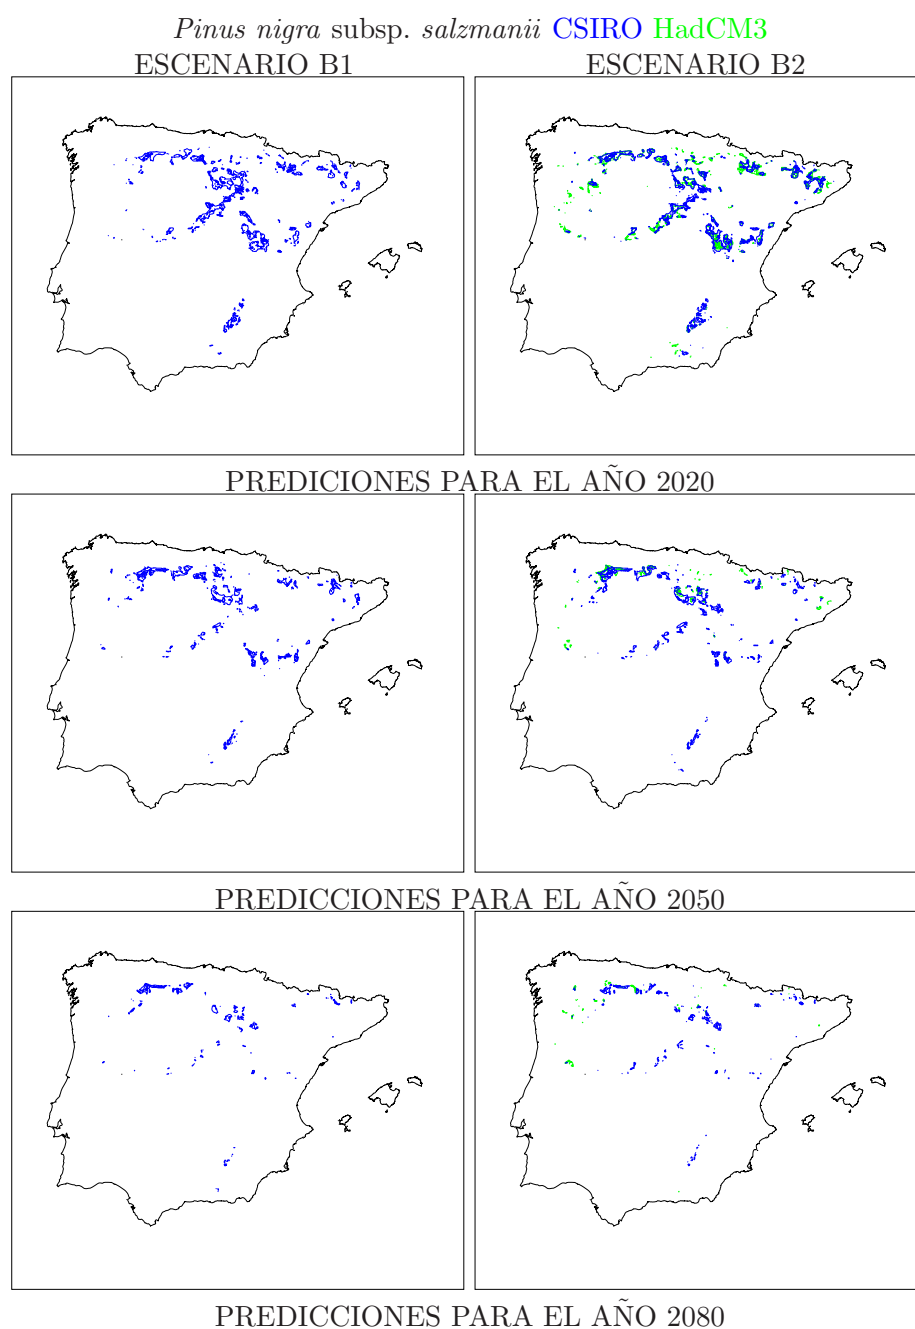 Pinus nigra subsp. salzmanii CSIRO HadCM3
ESCENARIO B1 ESCENARIO B2
PREDICIONES PARA EL AÑO 2020
PREDICCIONES PARA EL AÑO 2050
PREDICCIONES PARA EL AÑO 2080